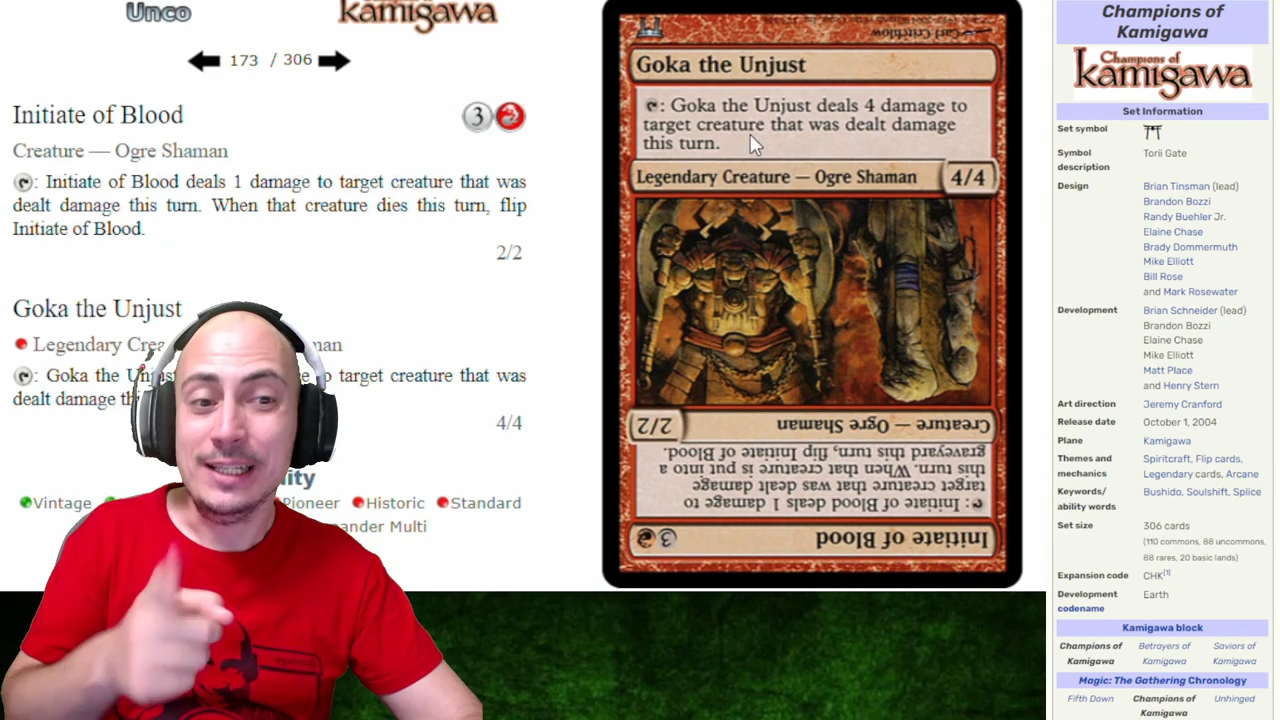 Unco
kamigawa
173 / 306
Initiate of Blood
3
Creature — Ogre Shaman
: Initiate of Blood deals 1 damage to target creature that was
dealt damage this turn. When that creature dies this turn, flip
Initiate of Blood.
2/2
Goka the Unjust
Legendary Crea
man
: Goka the Unjust
target creature that was
dealt damage th
4/4
ity
Vintage
Pioneer
Historic
Standard
mander Multi
Carl Critchlow
Goka the Unjust
: Goka the Unjust deals 4 damage to
target creature that was dealt damage
this turn.
Legendary Creature — Ogre Shaman
4/4
Initiate of Blood
3
: Initiate of Blood deals 1 damage to
target creature that was dealt damage
this turn. When that creature is put into a
graveyard this turn, flip Initiate of Blood.
Creature — Ogre Shaman
2/2
Champions of
Kamigawa
Champions of
kamigawa
Set Information
Set symbol
Symbol
description
Torii Gate
Design
Brian Tinsman (lead)
Brandon Bozzi
Randy Buehler Jr.
Elaine Chase
Brady Dommermuth
Mike Elliott
Bill Rose
and Mark Rosewater
Development
Brian Schneider (lead)
Brandon Bozzi
Elaine Chase
Mike Elliott
Matt Place
and Henry Stern
Art direction
Jeremy Cranford
Release date
October 1, 2004
Plane
Kamigawa
Themes and
mechanics
Spiritcraft, Flip cards,
Legendary cards, Arcane
Keywords/
ability words
Bushido, Soulshift, Splice
Set size
306 cards
(110 commons, 88 uncommons,
88 rares, 20 basic lands)
Expansion code
CHK[1]
Development
codename
Earth
Kamigawa block
Champions of
Kamigawa
Betrayers of
Kamigawa
Saviors of
Kamigawa
Magic: The Gathering Chronology
Fifth Dawn
Champions of
Kamigawa
Unhinged